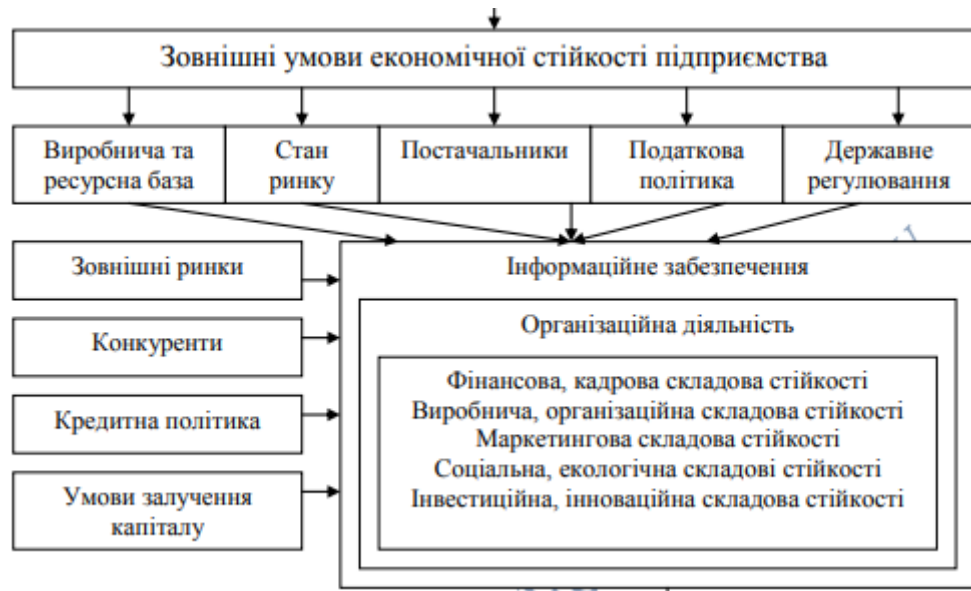 Зовнішні умови економічної стійкості підприємства
Виробнича та
ресурсна база
Стан
ринку
Постачальники
Податкова
політика
Державне
регулювання
Зовнішні ринки
Конкуренти
Кредитна політика
Умови залучення
капіталу
Інформаційне забезпечення
Організаційна діяльність
Фінансова, кадрова складова стійкості
Виробнича, організаційна складова стійкості
Маркетингова складова стійкості
Соціальна, екологічна складові стійкості
Інвестиційна, інноваційна складова стійкості